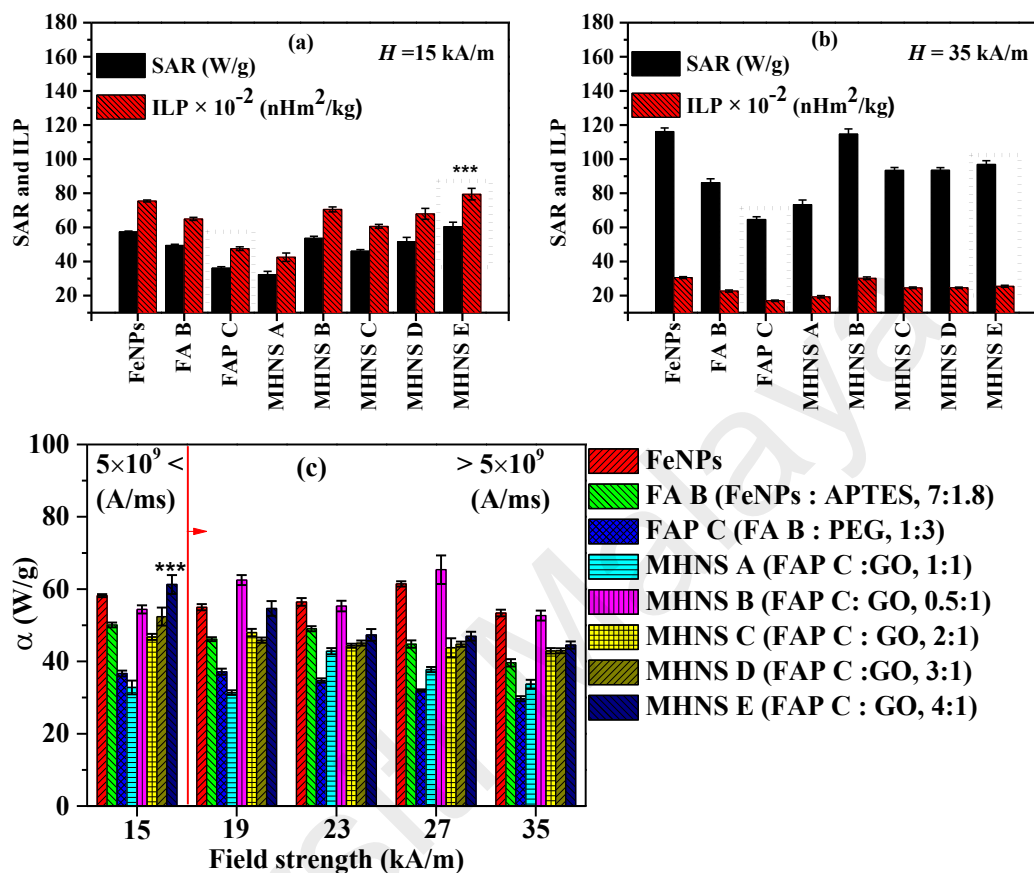 180
160
140
120
100
80
60
40
20
SAR and ILP
(a)
H =15 kA/m
SAR (W/g)
ILP × 10⁻² (nHm²/kg)
***
FeNPs
FA B
FAP C
MHNS A
MHNS B
MHNS C
MHNS D
MHNS E
180
160
140
120
100
80
60
40
20
SAR and ILP
(b)
H = 35 kA/m
SAR (W/g)
ILP × 10⁻² (nHm²/kg)
FeNPs
FA B
FAP C
MHNS A
MHNS B
MHNS C
MHNS D
MHNS E
100
80
60
40
20
0
α (W/g)
5×10⁹ <
(A/ms)
(c)
> 5×10⁹
(A/ms)
***
15 19 23 27 35
Field strength (kA/m)
FeNPs
FA B (FeNPs : APTES, 7:1.8)
FAP C (FA B : PEG, 1:3)
MHNS A (FAP C :GO, 1:1)
MHNS B (FAP C: GO, 0.5:1)
MHNS C (FAP C : GO, 2:1)
MHNS D (FAP C :GO, 3:1)
MHNS E (FAP C : GO, 4:1)
Malaya